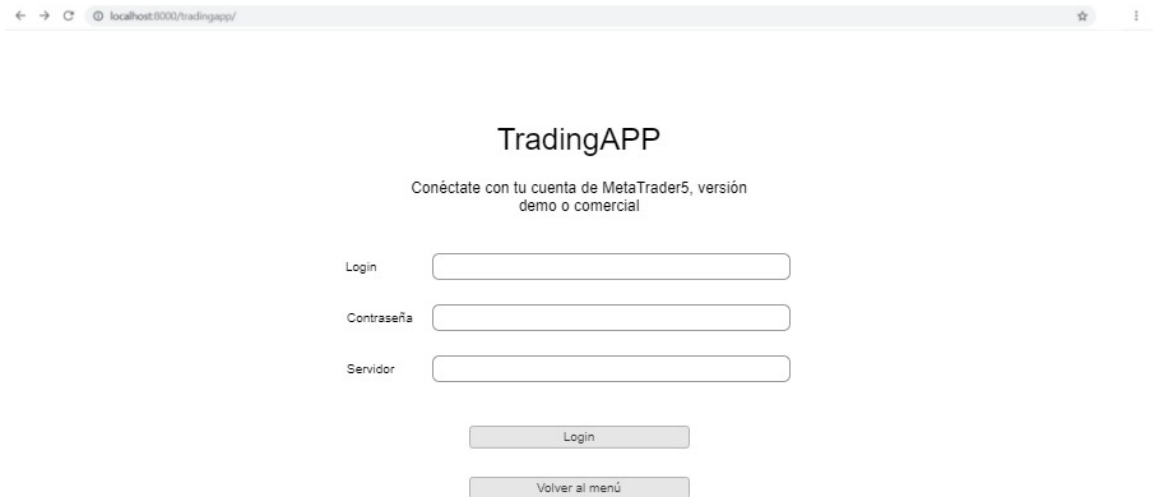 localhost:8000/tradingapp/
TradingAPP
Conéctate con tu cuenta de MetaTrader5, versión
demo o comercial
Login
Contraseña
Servidor
Login
Volver al menú